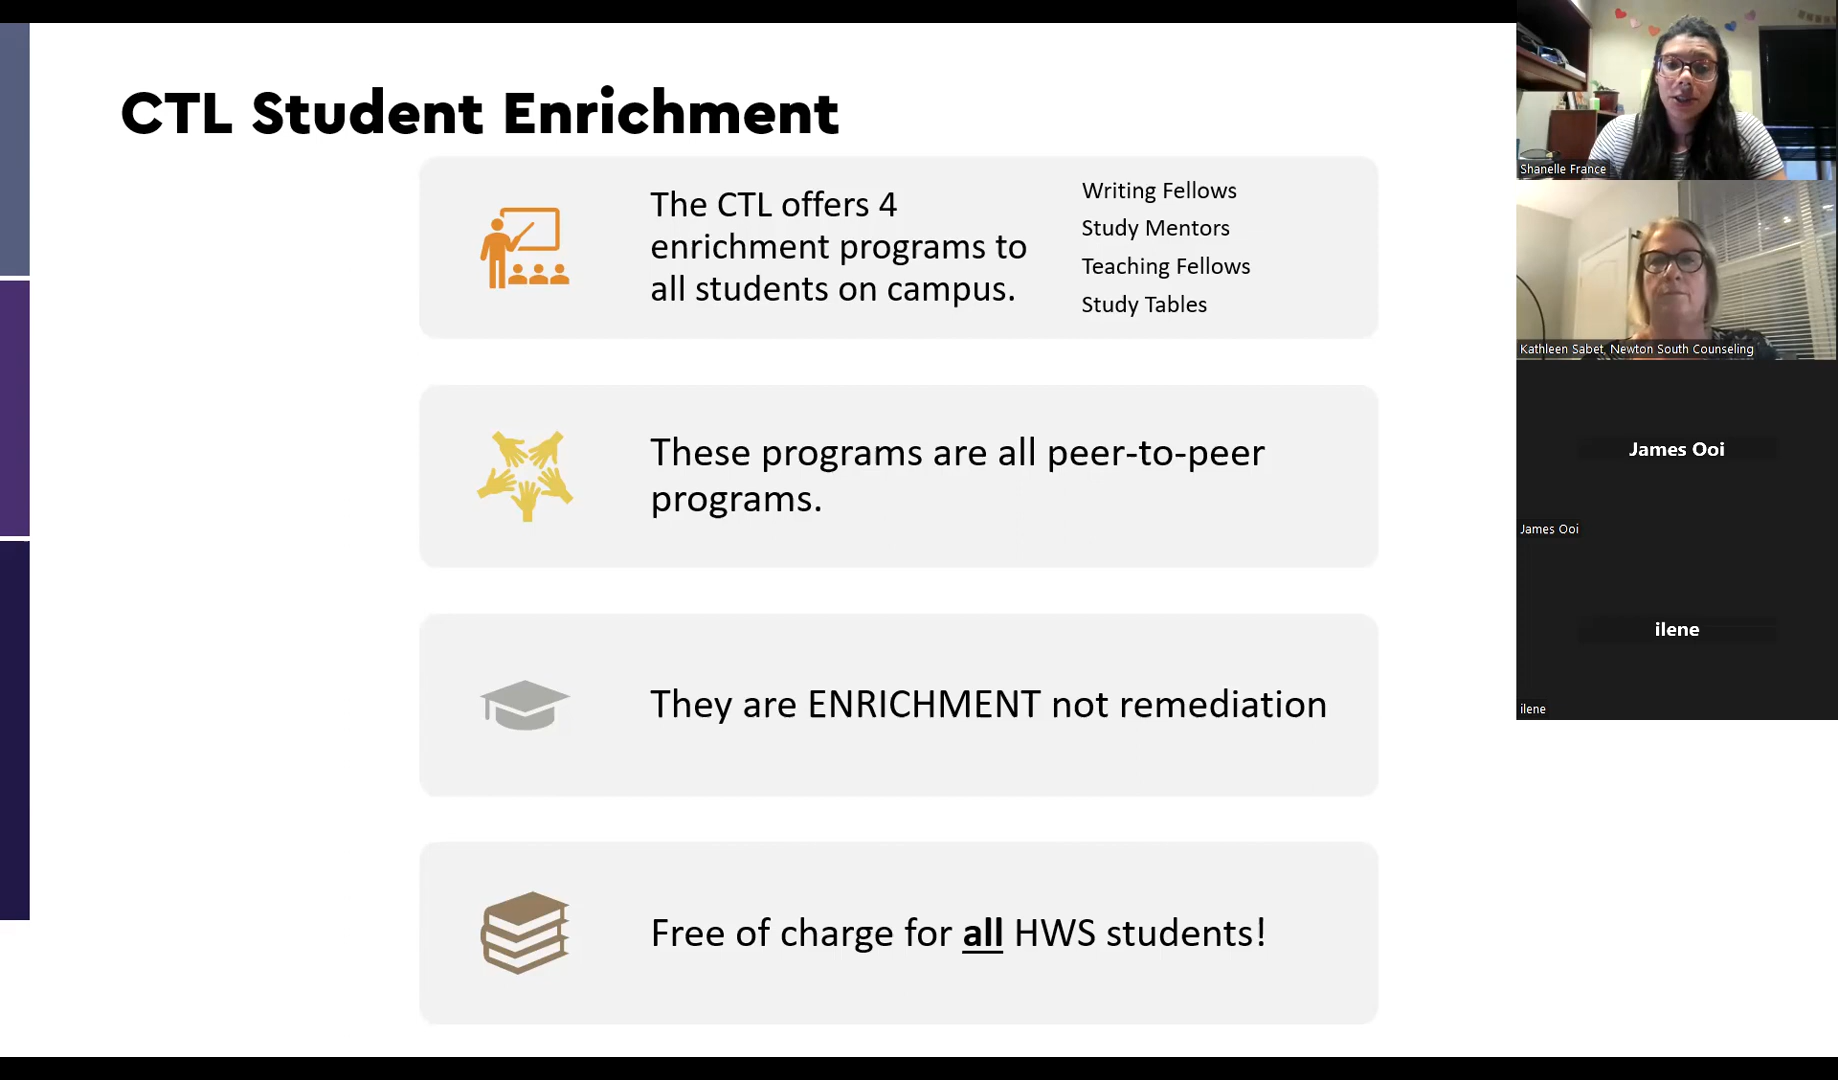 CTL Student Enrichment
The CTL offers 4
enrichment programs to
all students on campus.
Writing Fellows
Study Mentors
Teaching Fellows
Study Tables
These programs are all peer-to-peer
programs.
They are ENRICHMENT not remediation
Free of charge for all HWS students!
Shanelle France
Kathleen Sabet, Newton South Counseling
James Ooi
James Ooi
ilene
ilene